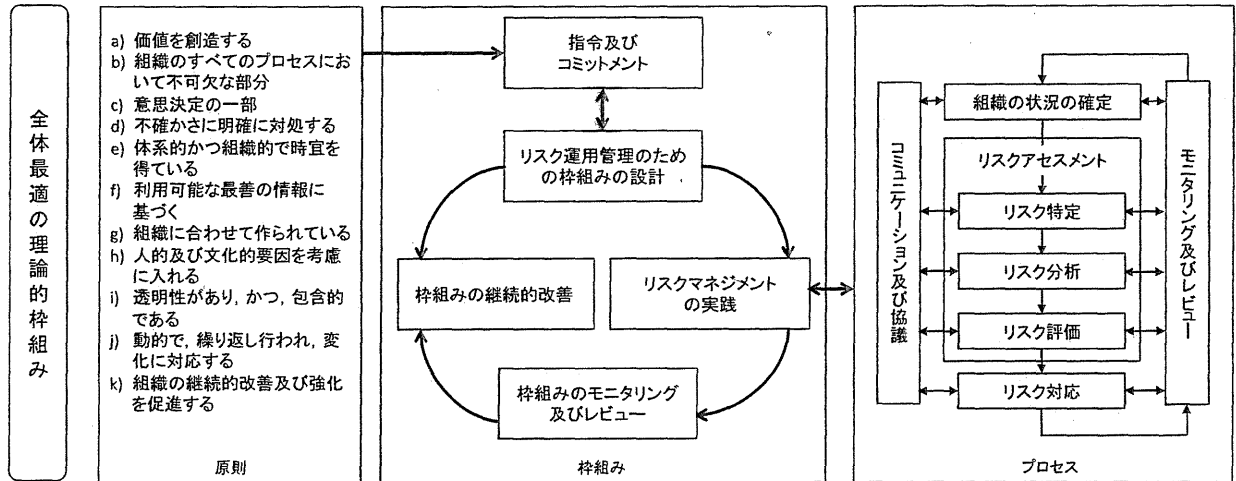 全体最適の理論的枠組み
a) 価値を創造する
b) 組織のすべてのプロセスにお
いて不可欠な部分
c) 意思決定の一部
d) 不確かさに明確に対処する
e) 体系的かつ組織的で時宜を
得ている
f) 利用可能な最善の情報に
基づく
g) 組織に合わせて作られている
h) 人的及び文化的要因を考慮
に入れる
i) 透明性があり，かつ，包含的
である
j) 動的で，繰り返し行われ，変
化に対応する
k) 組織の継続的改善及び強化
を促進する
原則
指令及び
コミットメント
リスク運用管理のため
の枠組みの設計
枠組みの継続的改善
リスクマネジメント
の実践
枠組みのモニタリング
及びレビュー
枠組み
コミュニケーション及び協議
組織の状況の確定
リスクアセスメント
リスク特定
リスク分析
リスク評価
リスク対応
モニタリング及びレビュー
プロセス